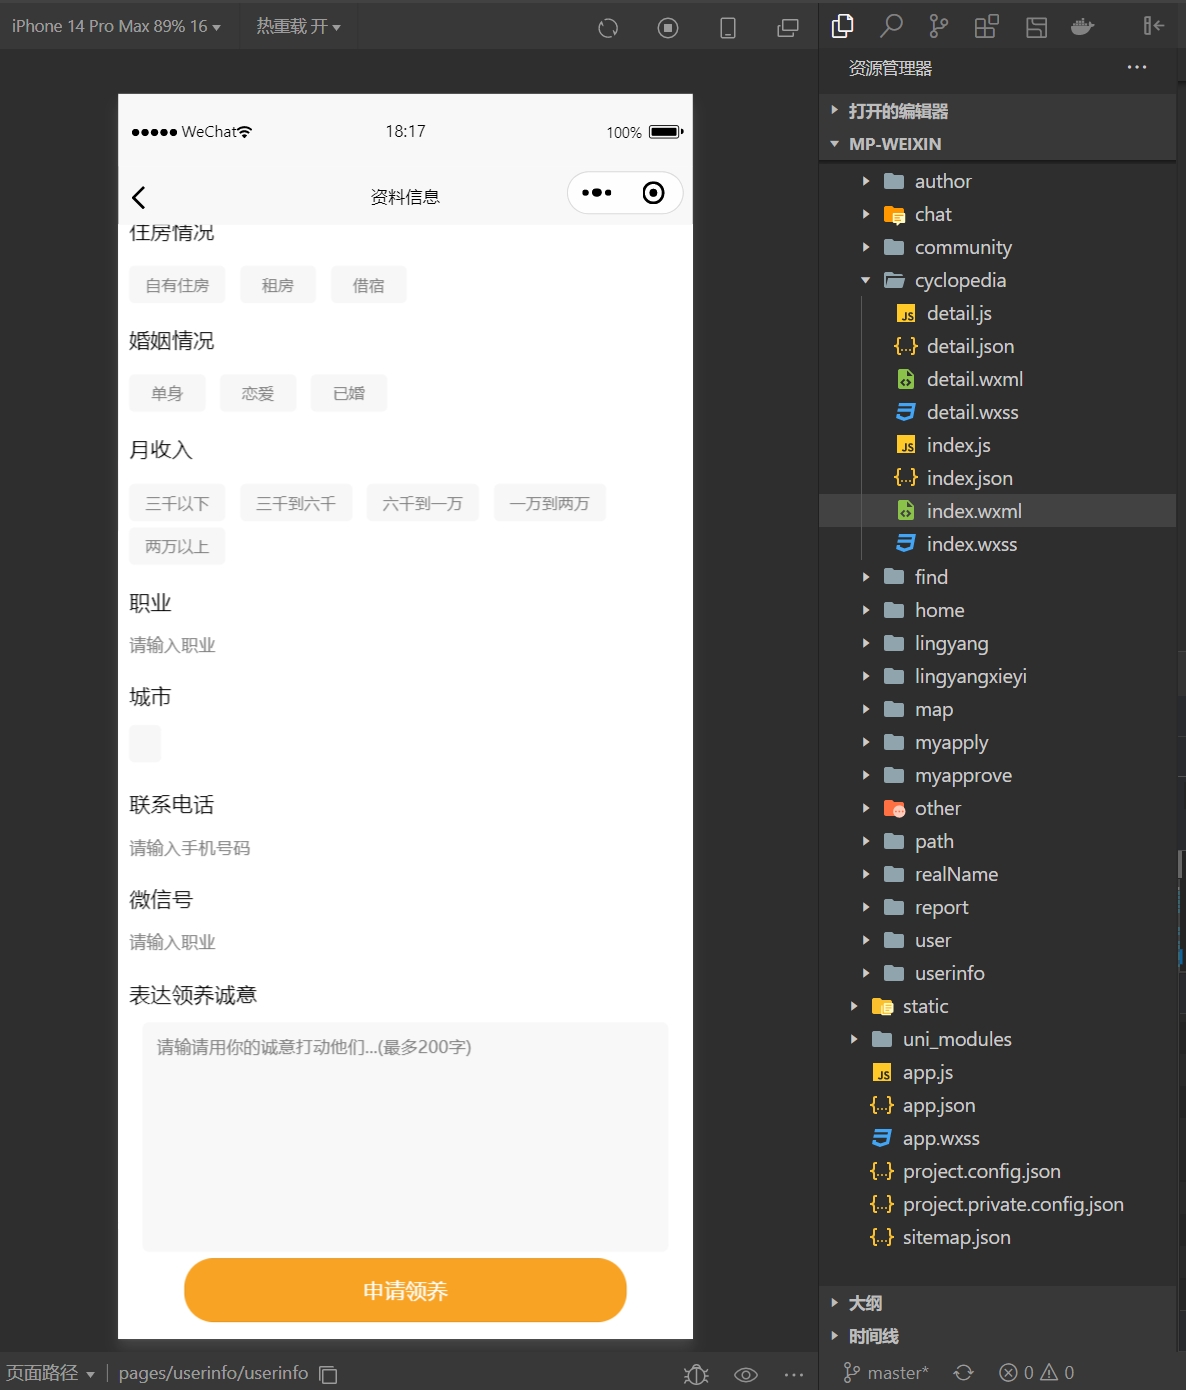 iPhone 14 Pro Max 89% 16
热重载 开
WeChat
18:17
100%
资料信息
住房情况
自有住房
租房
借宿
婚姻情况
单身
恋爱
已婚
月收入
三千以下
三千到六千
六千到一万
一万到两万
两万以上
职业
请输入职业
城市
联系电话
请输入手机号码
微信号
请输入职业
表达领养诚意
请输请用你的诚意打动他们...(最多200字)
申请领养
页面路径
pages/userinfo/userinfo
资源管理器
打开的编辑器
MP-WEIXIN
author
chat
community
cyclopedia
detail.js
detail.json
detail.wxml
detail.wxss
index.js
index.json
index.wxml
index.wxss
find
home
lingyang
lingyangxieyi
map
myapply
myapprove
other
path
realName
report
user
userinfo
static
uni_modules
app.js
app.json
app.wxss
project.config.json
project.private.config.json
sitemap.json
大纲
时间线
master*
0
0